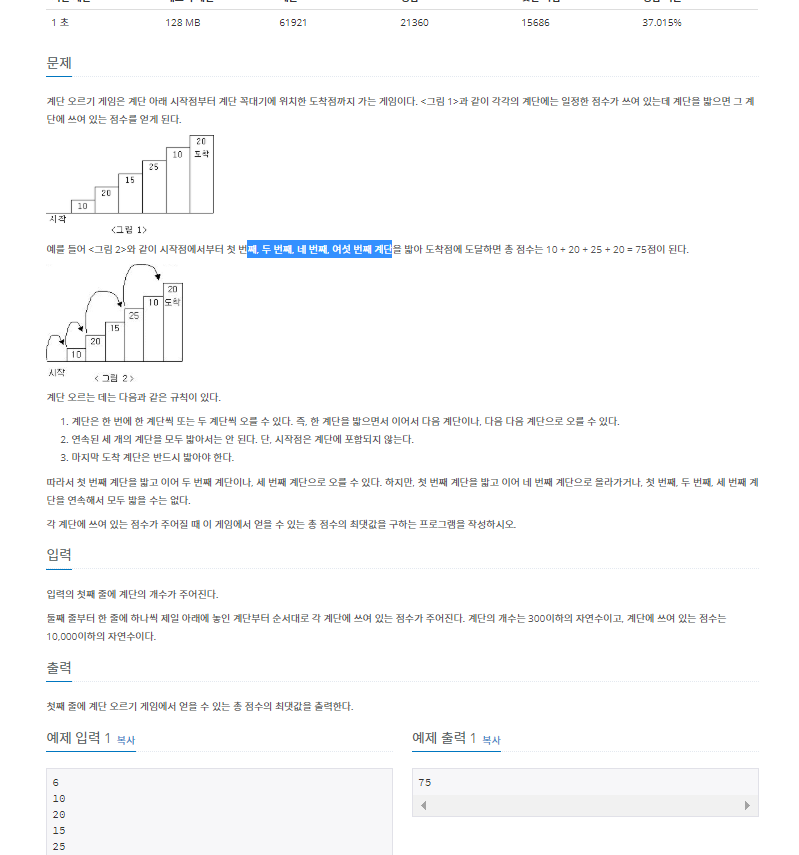 1 초 128 MB 61921 21360 15686 37.015%
문제
계단 오르기 게임은 계단 아래 시작점부터 계단 꼭대기에 위치한 도착점까지 가는 게임이다. <그림 1>과 같이 각각의 계단에는 일정한 점수가 쓰여 있는데 계단을 밟으면 그 계
단에 쓰여 있는 점수를 얻게 된다.
20
도착
10
25
15
20
10
시작
<그림 1>
예를 들어 <그림 2>와 같이 시작점에서부터 첫 번째, 두 번째, 네 번째, 여섯 번째 계단을 밟아 도착점에 도달하면 총 점수는 10 + 20 + 25 + 20 = 75점이 된다.
20
10 도착
25
15
20
10
시작
< 그림 2>
계단 오르는 데는 다음과 같은 규칙이 있다.
1. 계단은 한 번에 한 계단씩 또는 두 계단씩 오를 수 있다. 즉, 한 계단을 밟으면서 이어서 다음 계단이나, 다음 다음 계단으로 오를 수 있다.
2. 연속된 세 개의 계단을 모두 밟아서는 안 된다. 단, 시작점은 계단에 포함되지 않는다.
3. 마지막 도착 계단은 반드시 밟아야 한다.
따라서 첫 번째 계단을 밟고 이어 두 번째 계단이나, 세 번째 계단으로 오를 수 있다. 하지만, 첫 번째 계단을 밟고 이어 네 번째 계단으로 올라가거나, 첫 번째, 두 번째, 세 번째 계
단을 연속해서 모두 밟을 수는 없다.
각 계단에 쓰여 있는 점수가 주어질 때 이 게임에서 얻을 수 있는 총 점수의 최댓값을 구하는 프로그램을 작성하시오.
입력
입력의 첫째 줄에 계단의 개수가 주어진다.
둘째 줄부터 한 줄에 하나씩 제일 아래에 놓인 계단부터 순서대로 각 계단에 쓰여 있는 점수가 주어진다. 계단의 개수는 300이하의 자연수이고, 계단에 쓰여 있는 점수는
10,000이하의 자연수이다.
출력
첫째 줄에 계단 오르기 게임에서 얻을 수 있는 총 점수의 최댓값을 출력한다.
예제 입력 1 복사
6
10
20
15
25
예제 출력 1 복사
75